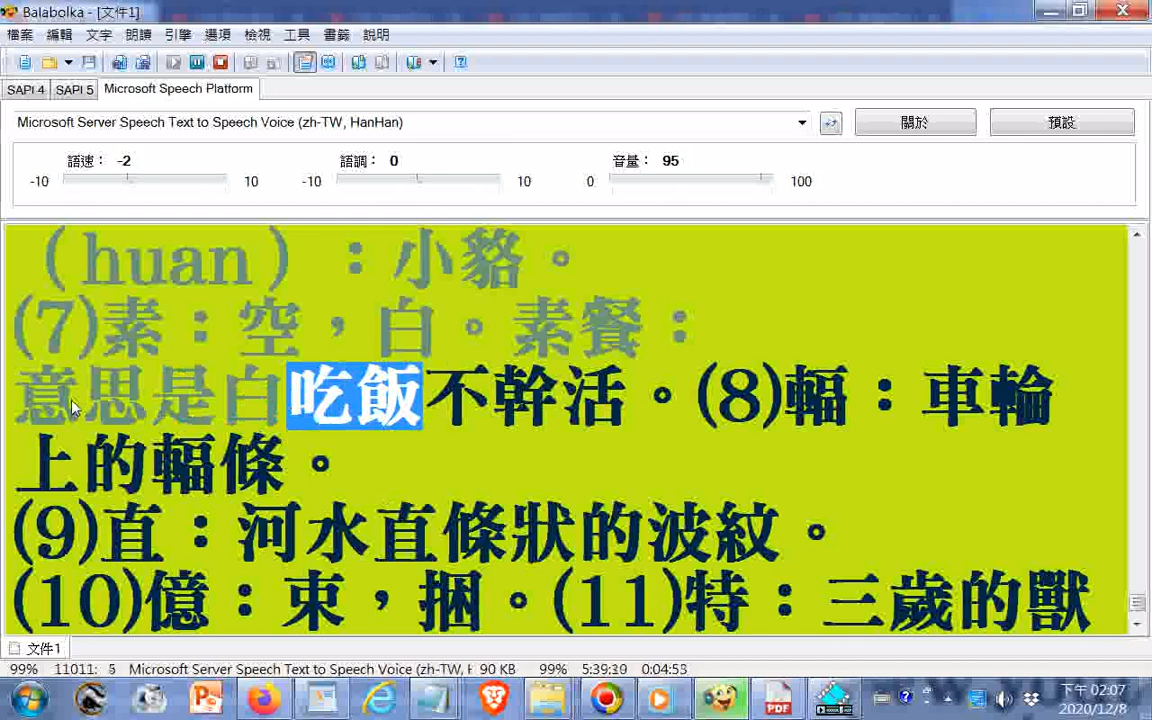 Balabolka - [文件1]
檔案 編輯 文字 朗讀 引擎 選項 檢視 工具 書籤 說明
SAPI 4 SAPI 5 Microsoft Speech Platform
Microsoft Server Speech Text to Speech Voice (zh-TW, HanHan) 關於 預設
語速： -2 語調： 0 音量： 95
-10 10 -10 10 0 100
（huan）：小貉。
(7)素：空，白。素餐：
意思是白吃飯不幹活。(8)輻：車輪
上的輻條。
(9)直：河水直條狀的波紋。
(10)億：束，捆。(11)特：三歲的獸
文件1
99% 11011: 5 Microsoft Server Speech Text to Speech Voice (zh-TW, H 90 KB 99% 5:39:39 0:04:53
下午 02:07
2020/12/8